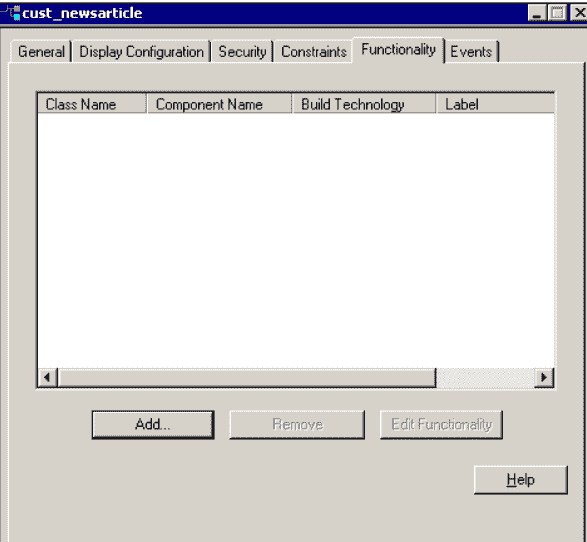 cust_newsarticle
General Display Configuration Security Constraints Functionality Events
Class Name Component Name Build Technology Label
Add... Remove Edit Functionality
Help